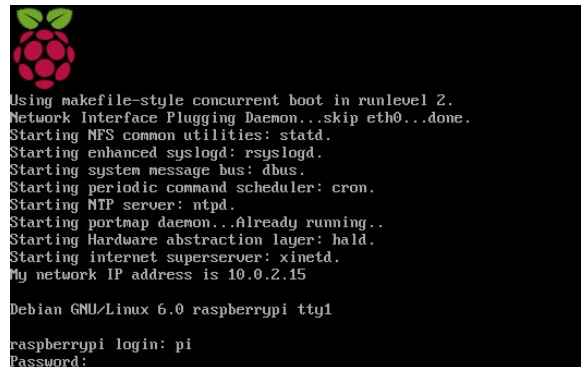 Using makefile-style concurrent boot in runlevel 2.
Network Interface Plugging Daemon...skip eth0...done.
Starting NFS common utilities: statd.
Starting enhanced syslogd: rsyslogd.
Starting system message bus: dbus.
Starting periodic command scheduler: cron.
Starting NTP server: ntpd.
Starting portmap daemon...Already running..
Starting Hardware abstraction layer: hald.
Starting internet superserver: xinetd.
My network IP address is 10.0.2.15
Debian GNU/Linux 6.0 raspberrypi tty1
raspberrypi login: pi
Password: